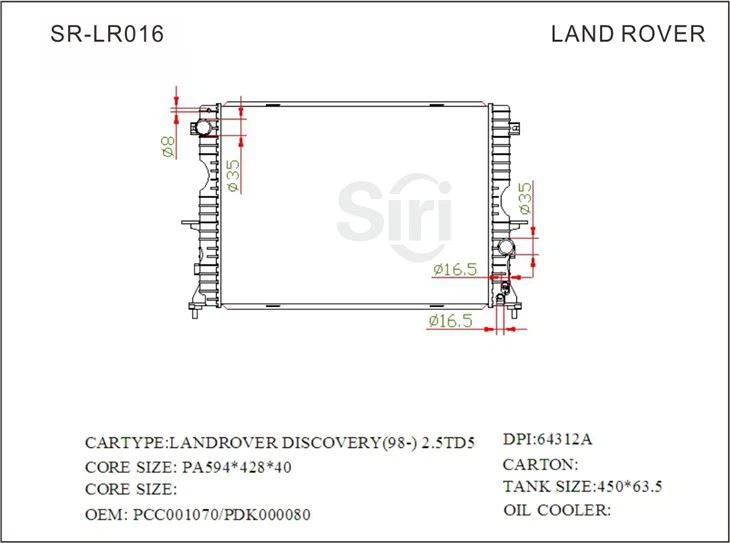 SR-LR016
LAND ROVER
Ø8
Ø35
Siri
Ø35
Ø16.5
Ø16.5
CARTYPE:LANDROVER DISCOVERY(98-) 2.5TD5
CORE SIZE: PA594*428*40
CORE SIZE:
OEM: PCC001070/PDK000080
DPI:64312A
CARTON:
TANK SIZE:450*63.5
OIL COOLER: